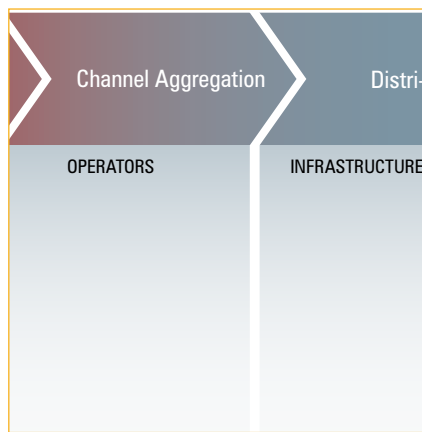 Channel Aggregation
Distri-
OPERATORS
INFRASTRUCTURE